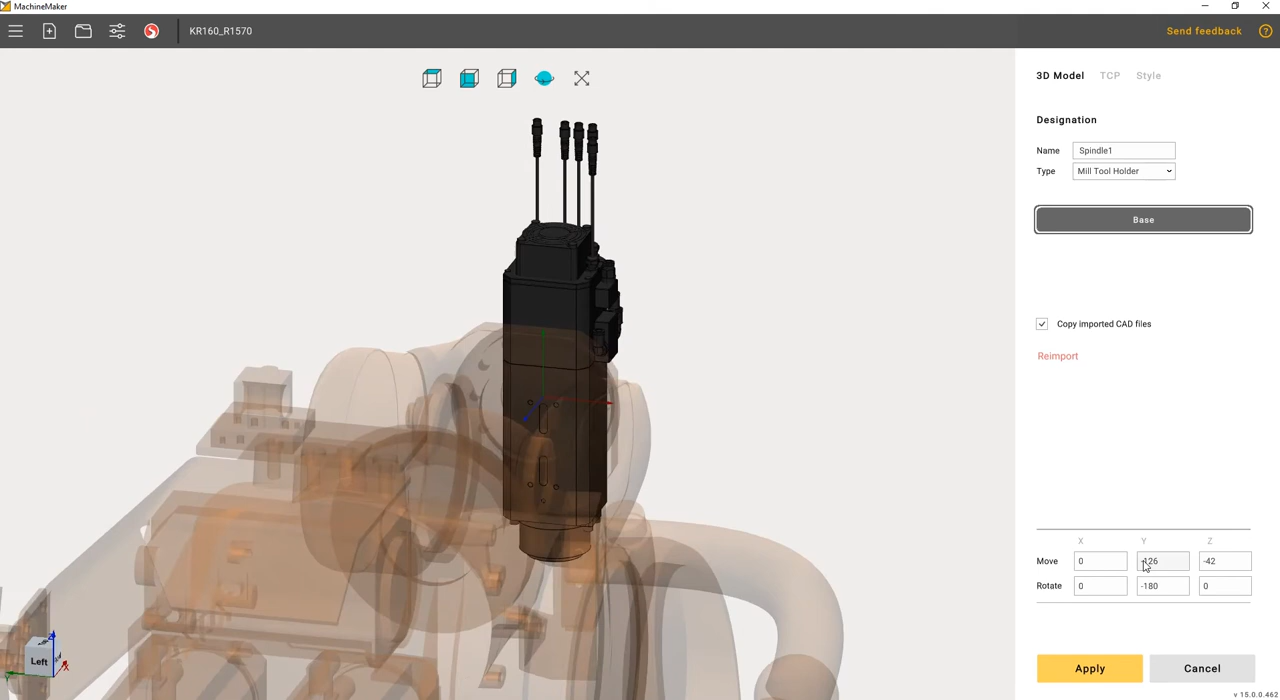 MachineMaker
KR160_R1570
Send feedback
3D Model TCP Style
Designation
Name Spindle1
Type Mill Tool Holder
Base
Copy imported CAD files
Reimport
X Y Z
Move 0 -126 -42
Rotate 0 -180 0
Left
Apply Cancel
v 15.0.0.462